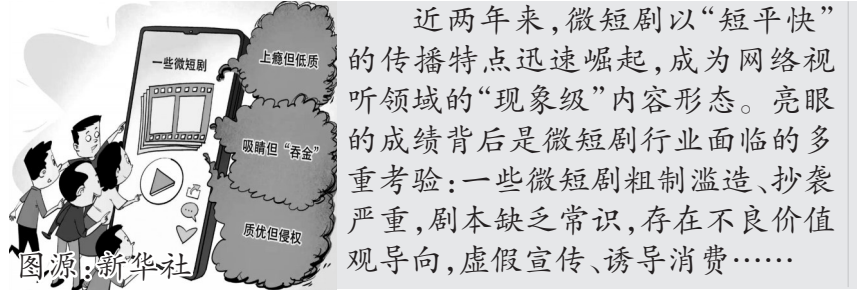 一些微短剧
上瘾但低质
吸睛但“吞金”
质优但侵权
图源:新华社
近两年来,微短剧以“短平快”
的传播特点迅速崛起,成为网络视
听领域的“现象级”内容形态。亮眼
的成绩背后是微短剧行业面临的多
重考验:一些微短剧粗制滥造、抄袭
严重,剧本缺乏常识,存在不良价值
观导向,虚假宣传、诱导消费……